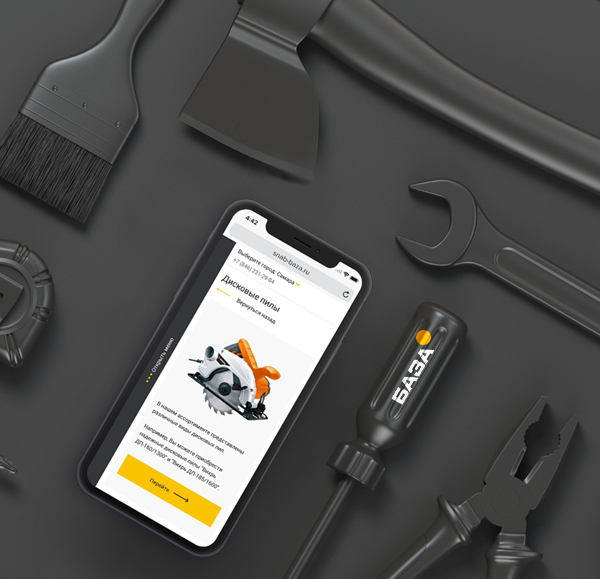 4:42
snab-baza.ru
Выберите город: Самара
+7 (846) 231-29-84
Дисковые пилы
Вернуться назад
Открыть меню
В нашем ассортименте представлены
различные виды дисковых пил.
Например, Вы можете приобрести
надежные дисковые пилы "Вихрь
ДП-160/1300" и "Вихрь ДП-185/1600".
Перейти
БАЗА